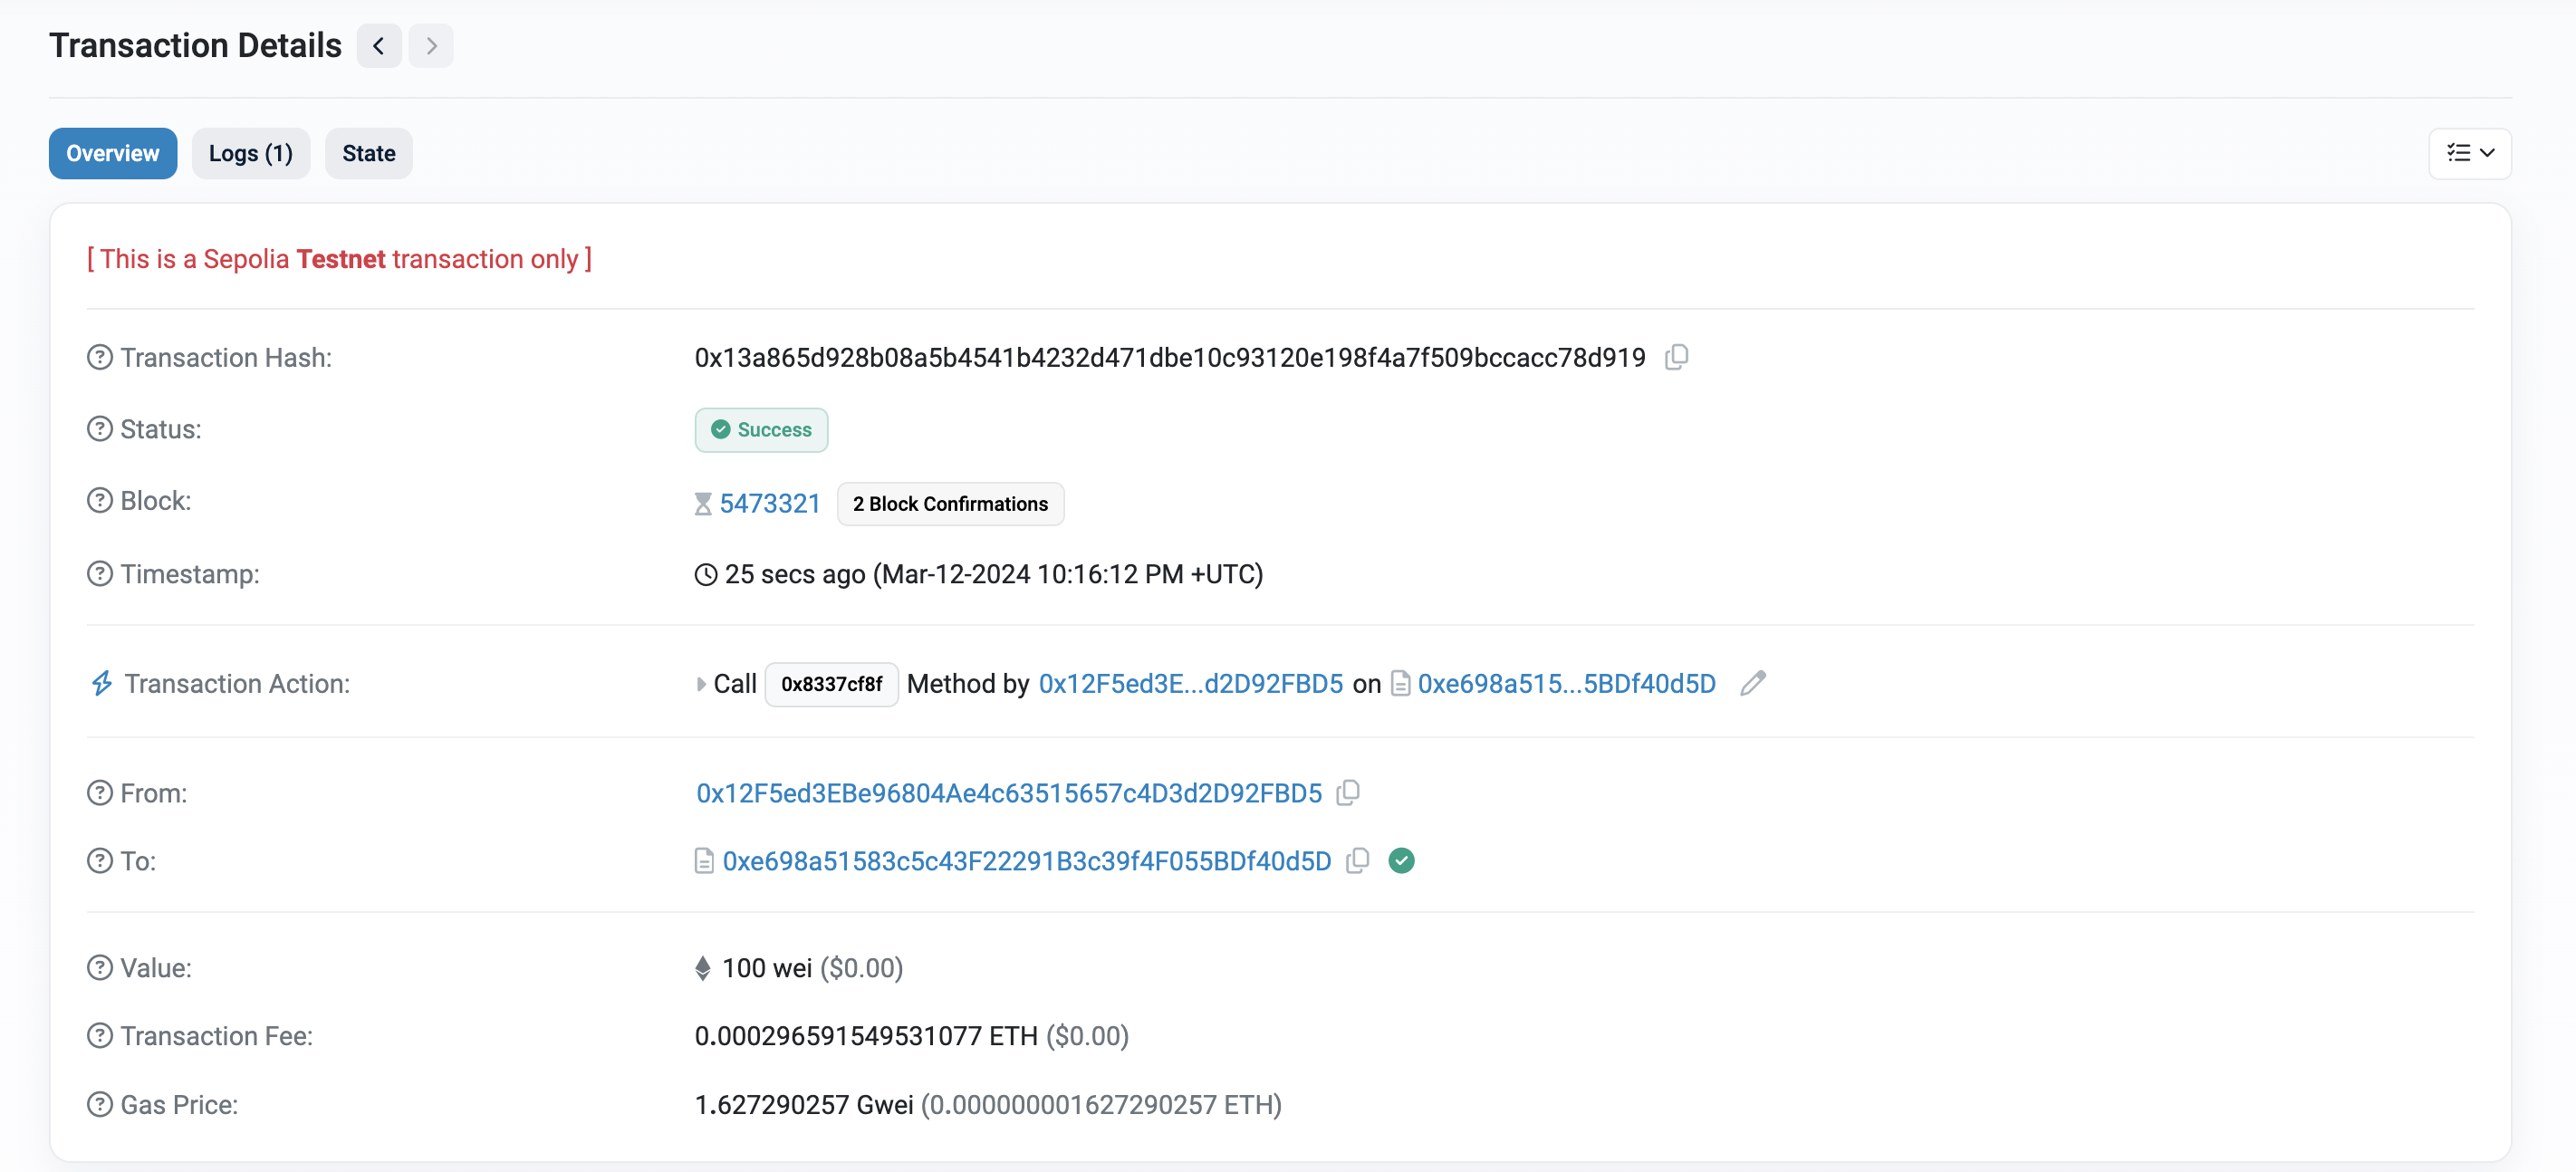 Transaction Details
Overview Logs (1) State
[ This is a Sepolia Testnet transaction only ]
Transaction Hash: 0x13a865d928b08a5b4541b4232d471dbe10c93120e198f4a7f509bccacc78d919
Status: Success
Block: 5473321 2 Block Confirmations
Timestamp: 25 secs ago (Mar-12-2024 10:16:12 PM +UTC)
Transaction Action: Call 0x8337cf8f Method by 0x12F5ed3E...d2D92FBD5 on 0xe698a515...5BDf40d5D
From: 0x12F5ed3EBe96804Ae4c63515657c4D3d2D92FBD5
To: 0xe698a51583c5c43F22291B3c39f4F055BDf40d5D
Value: 100 wei ($0.00)
Transaction Fee: 0.000296591549531077 ETH ($0.00)
Gas Price: 1.627290257 Gwei (0.000000001627290257 ETH)